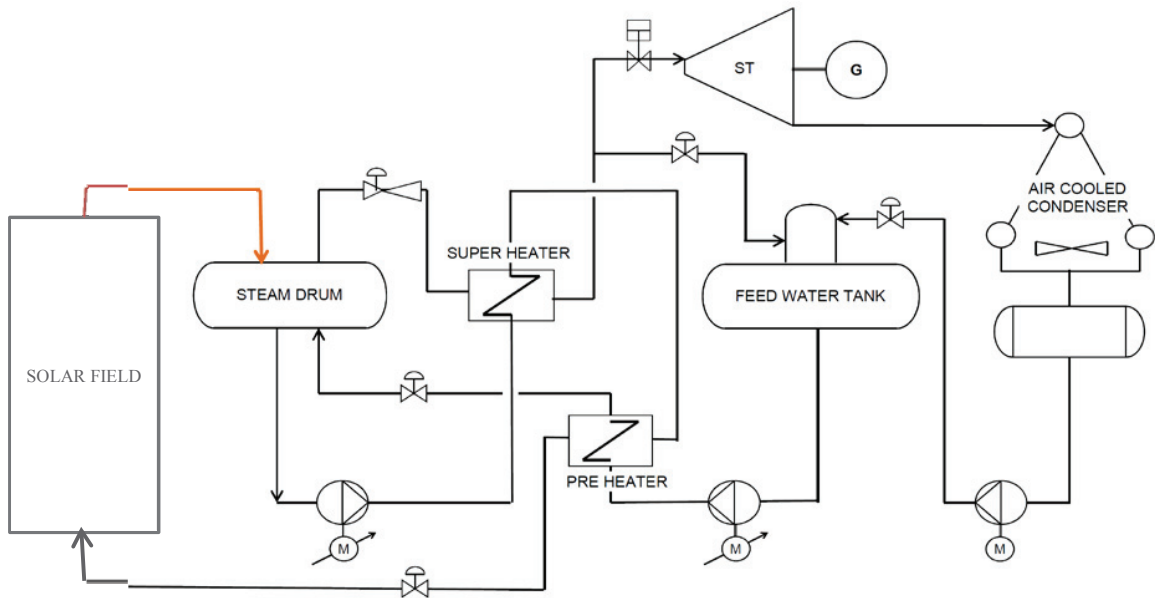 ST
G
AIR COOLED
CONDENSER
SUPER HEATER
STEAM DRUM
FEED WATER TANK
SOLAR FIELD
PRE HEATER
M
M
M